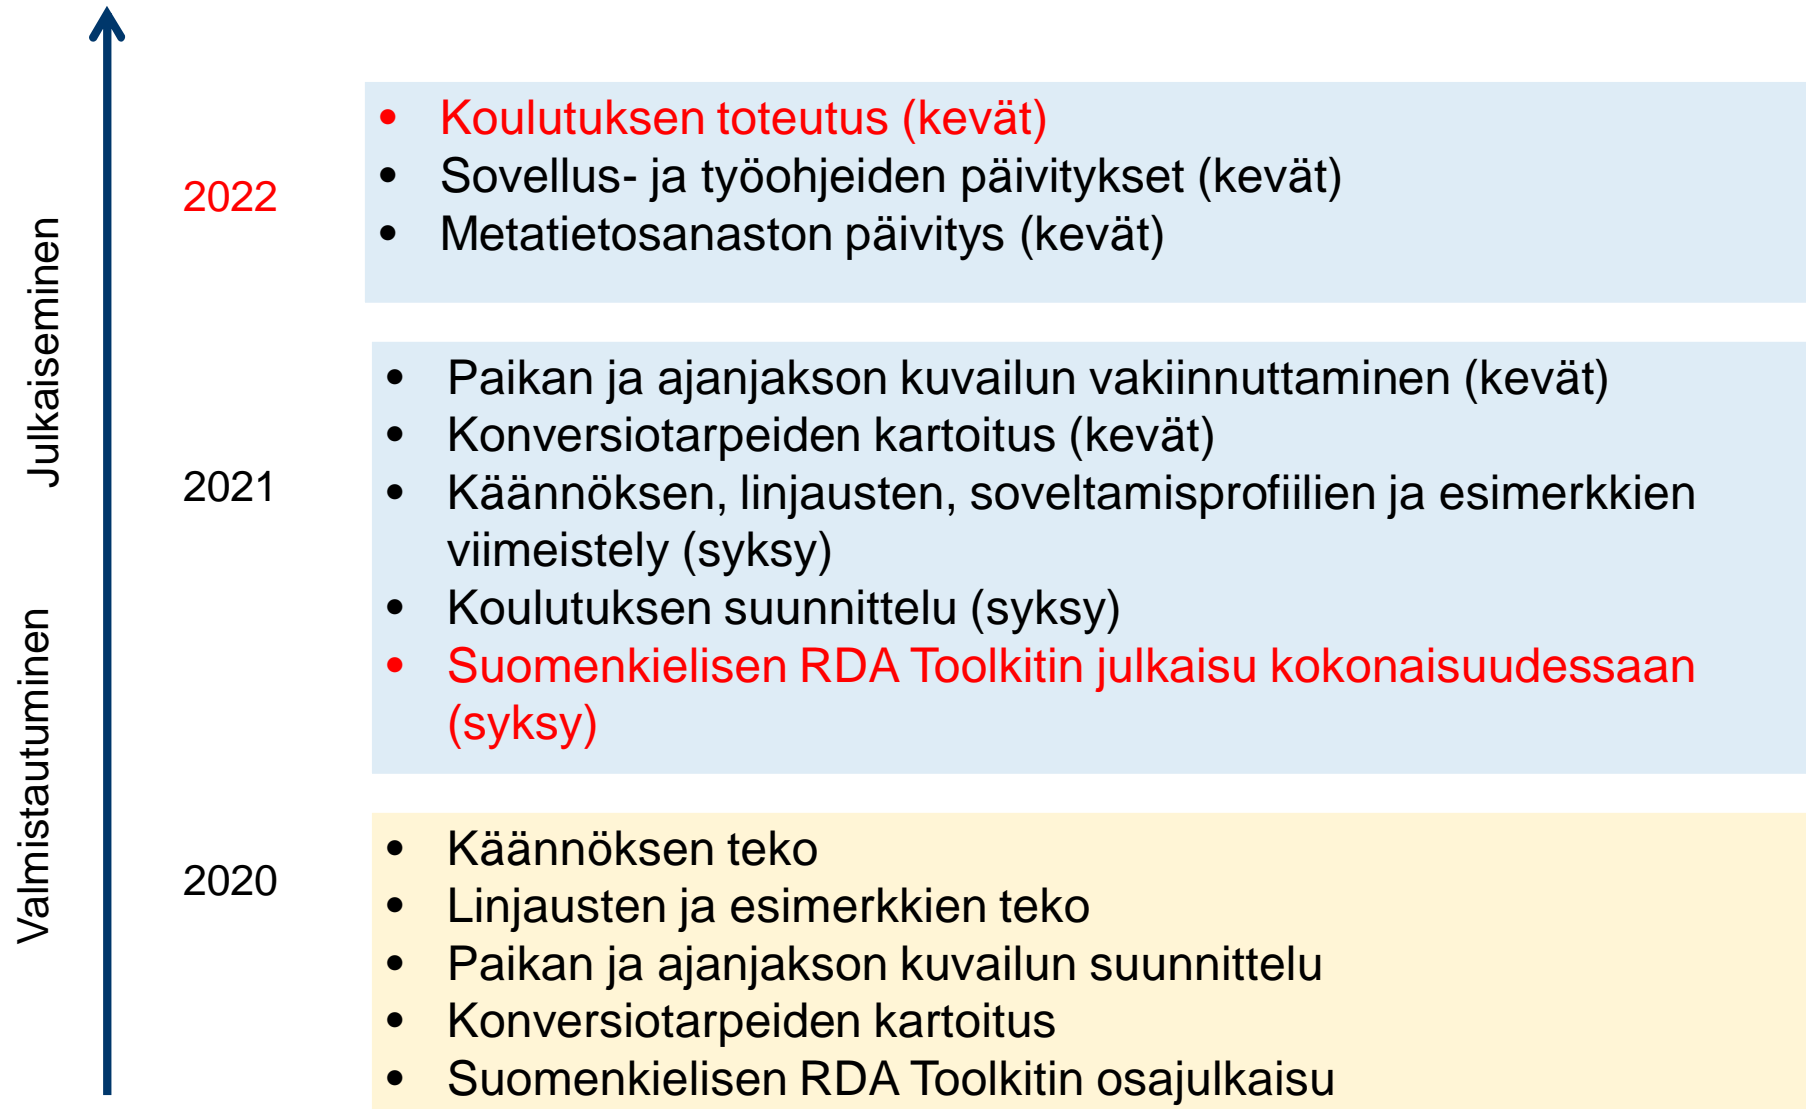 Julkaiseminen
Valmistautuminen
2022
• Koulutuksen toteutus (kevät)
• Sovellus- ja työohjeiden päivitykset (kevät)
• Metatietosanaston päivitys (kevät)
2021
• Paikan ja ajanjakson kuvailun vakiinnuttaminen (kevät)
• Konversiotarpeiden kartoitus (kevät)
• Käännöksen, linjausten, soveltamisprofiilien ja esimerkkien
viimeistely (syksy)
• Koulutuksen suunnittelu (syksy)
• Suomenkielisen RDA Toolkitin julkaisu kokonaisuudessaan
(syksy)
2020
• Käännöksen teko
• Linjausten ja esimerkkien teko
• Paikan ja ajanjakson kuvailun suunnittelu
• Konversiotarpeiden kartoitus
• Suomenkielisen RDA Toolkitin osajulkaisu